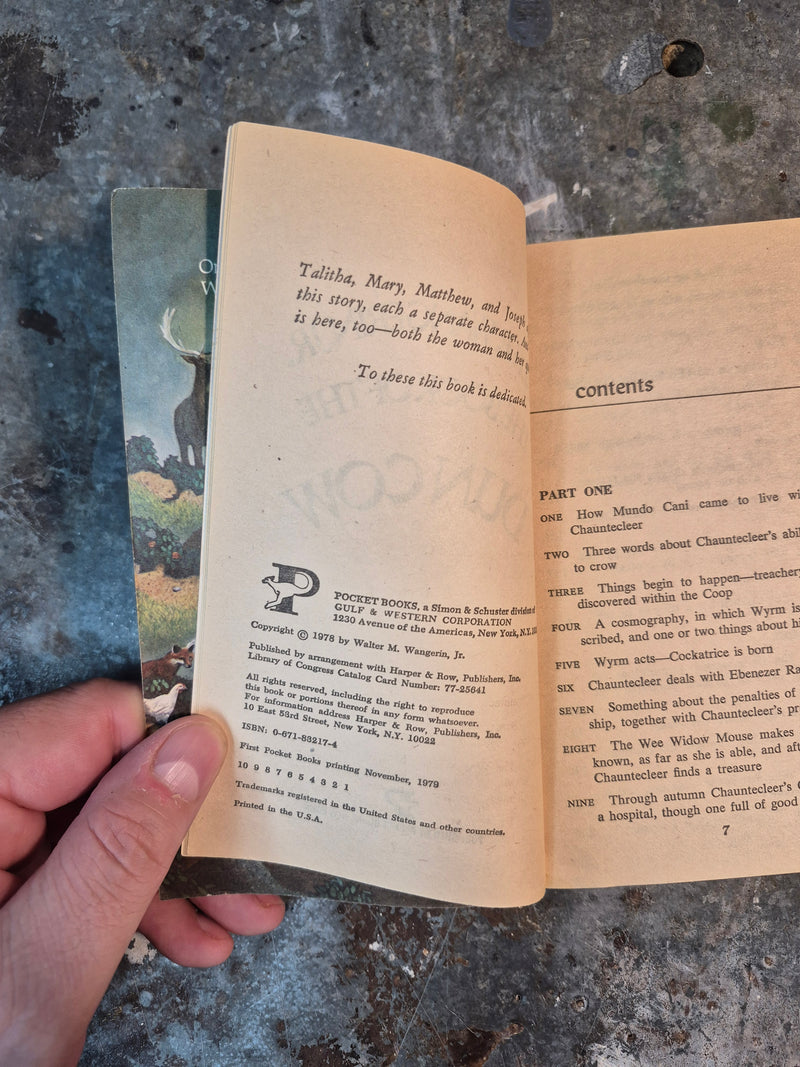 Talitha, Mary, Matthew, and Joseph
this story, each a separate character.
is here, too—both the woman and her
To these this book is dedicated.
P
POCKET BOOKS, a Simon & Schuster division of
GULF & WESTERN CORPORATION
1230 Avenue of the Americas, New York, N.Y.
Copyright © 1978 by Walter M. Wangerin, Jr.
Published by arrangement with Harper & Row, Publishers, Inc.
Library of Congress Catalog Card Number: 77-25641
All rights reserved, including the right to reproduce
this book or portions thereof in any form whatsoever.
For information address Harper & Row, Publishers, Inc.
10 East 53rd Street, New York, N.Y. 10022
ISBN: 0-671-83217-4
First Pocket Books printing November, 1979
10 9 8 7 6 5 4 3 2 1
Trademarks registered in the United States and other countries.
Printed in the U.S.A.
contents
PART ONE
ONE How Mundo Cani came to live
Chauntecleer
TWO Three words about Chauntecleer's
to crow
THREE Things begin to happen—treachery
discovered within the Coop
FOUR A cosmography, in which Wyrm is
scribed, and one or two things about
FIVE Wyrm acts—Cockatrice is born
SIX Chauntecleer deals with Ebenezer
SEVEN Something about the penalties of
ship, together with Chauntecleer's
EIGHT The Wee Widow Mouse makes
known, as far as she is able, and
Chauntecleer finds a treasure
NINE Through autumn Chauntecleer's
a hospital, though one full of good
7